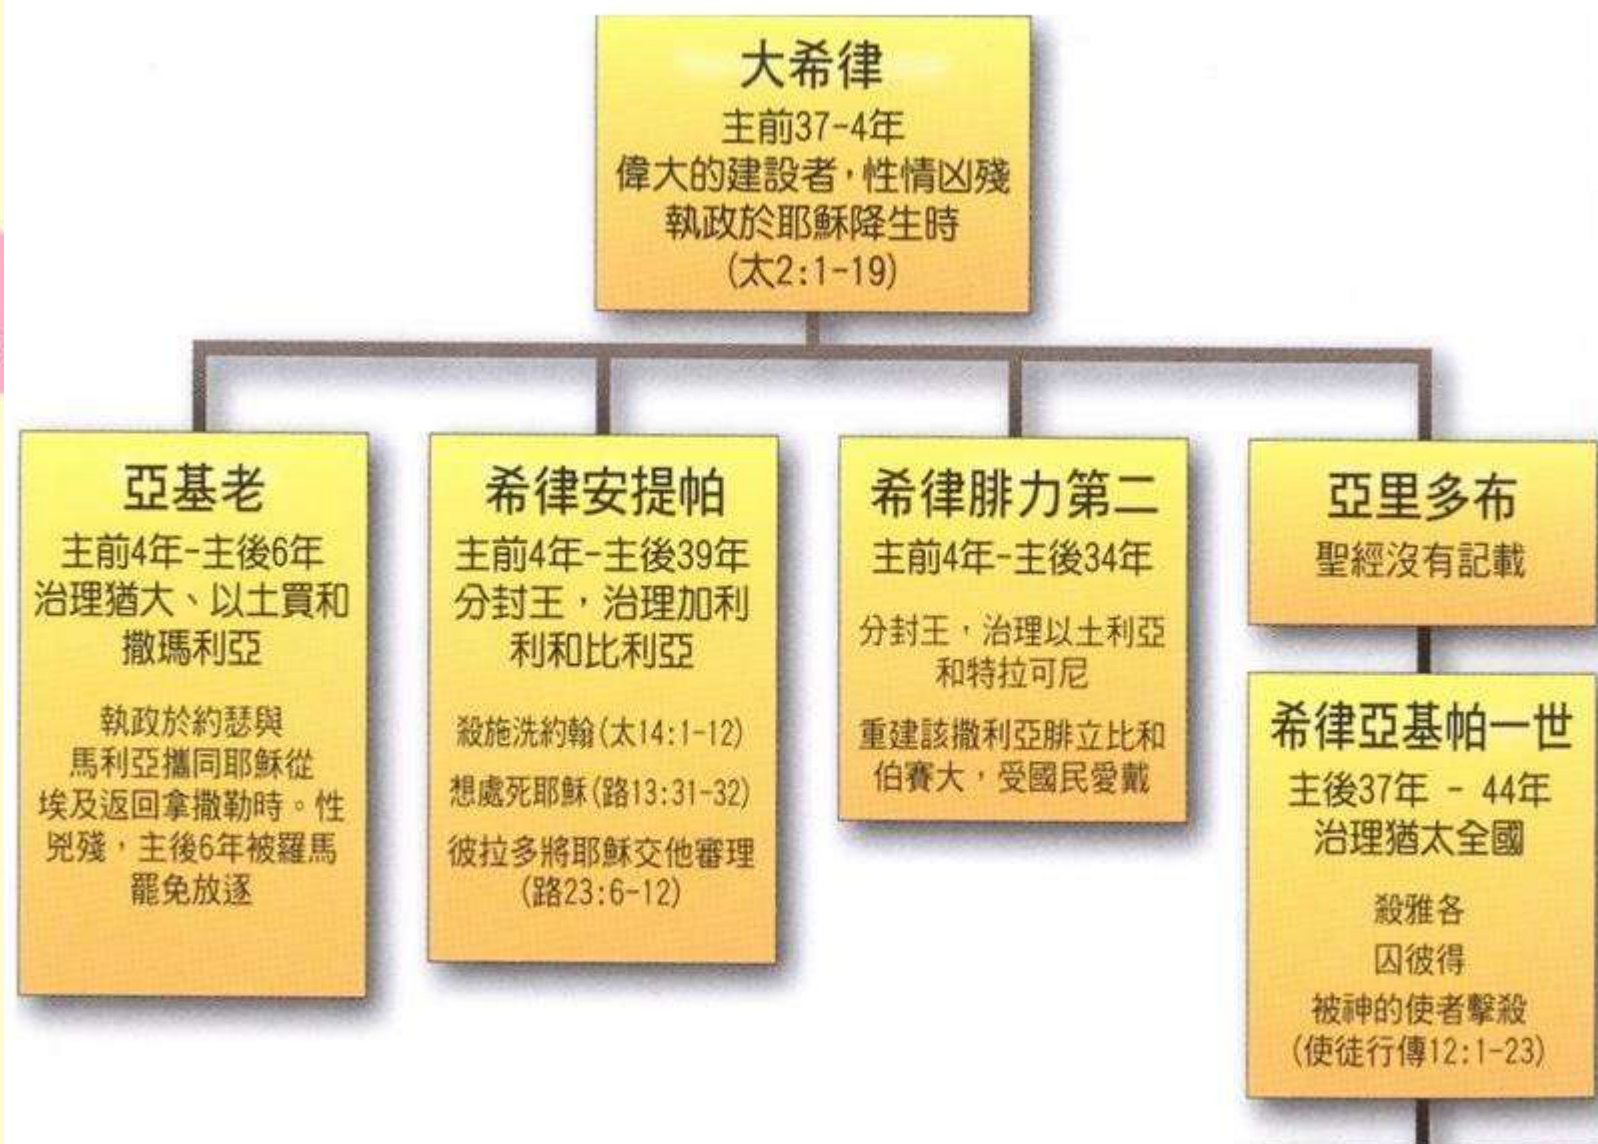 大希律
主前37-4年
偉大的建設者，性情凶殘
執政於耶穌降生時
(太2:1-19)
亞基老
主前4年-主後6年
治理猶大、以土買和
撒瑪利亞
執政於約瑟與
馬利亞攜同耶穌從
埃及返回拿撒勒時。性
兇殘，主後6年被羅馬
罷免放逐
希律安提帕
主前4年-主後39年
分封王，治理加利
利和比利亞
殺施洗約翰(太14:1-12)
想處死耶穌(路13:31-32)
彼拉多將耶穌交他審理
(路23:6-12)
希律腓力第二
主前4年-主後34年
分封王，治理以土利亞
和特拉可尼
重建該撒利亞腓立比和
伯賽大，受國民愛戴
亞里多布
聖經沒有記載
希律亞基帕一世
主後37年 - 44年
治理猶太全國
殺雅各
囚彼得
被神的使者擊殺
(使徒行傳12:1-23)